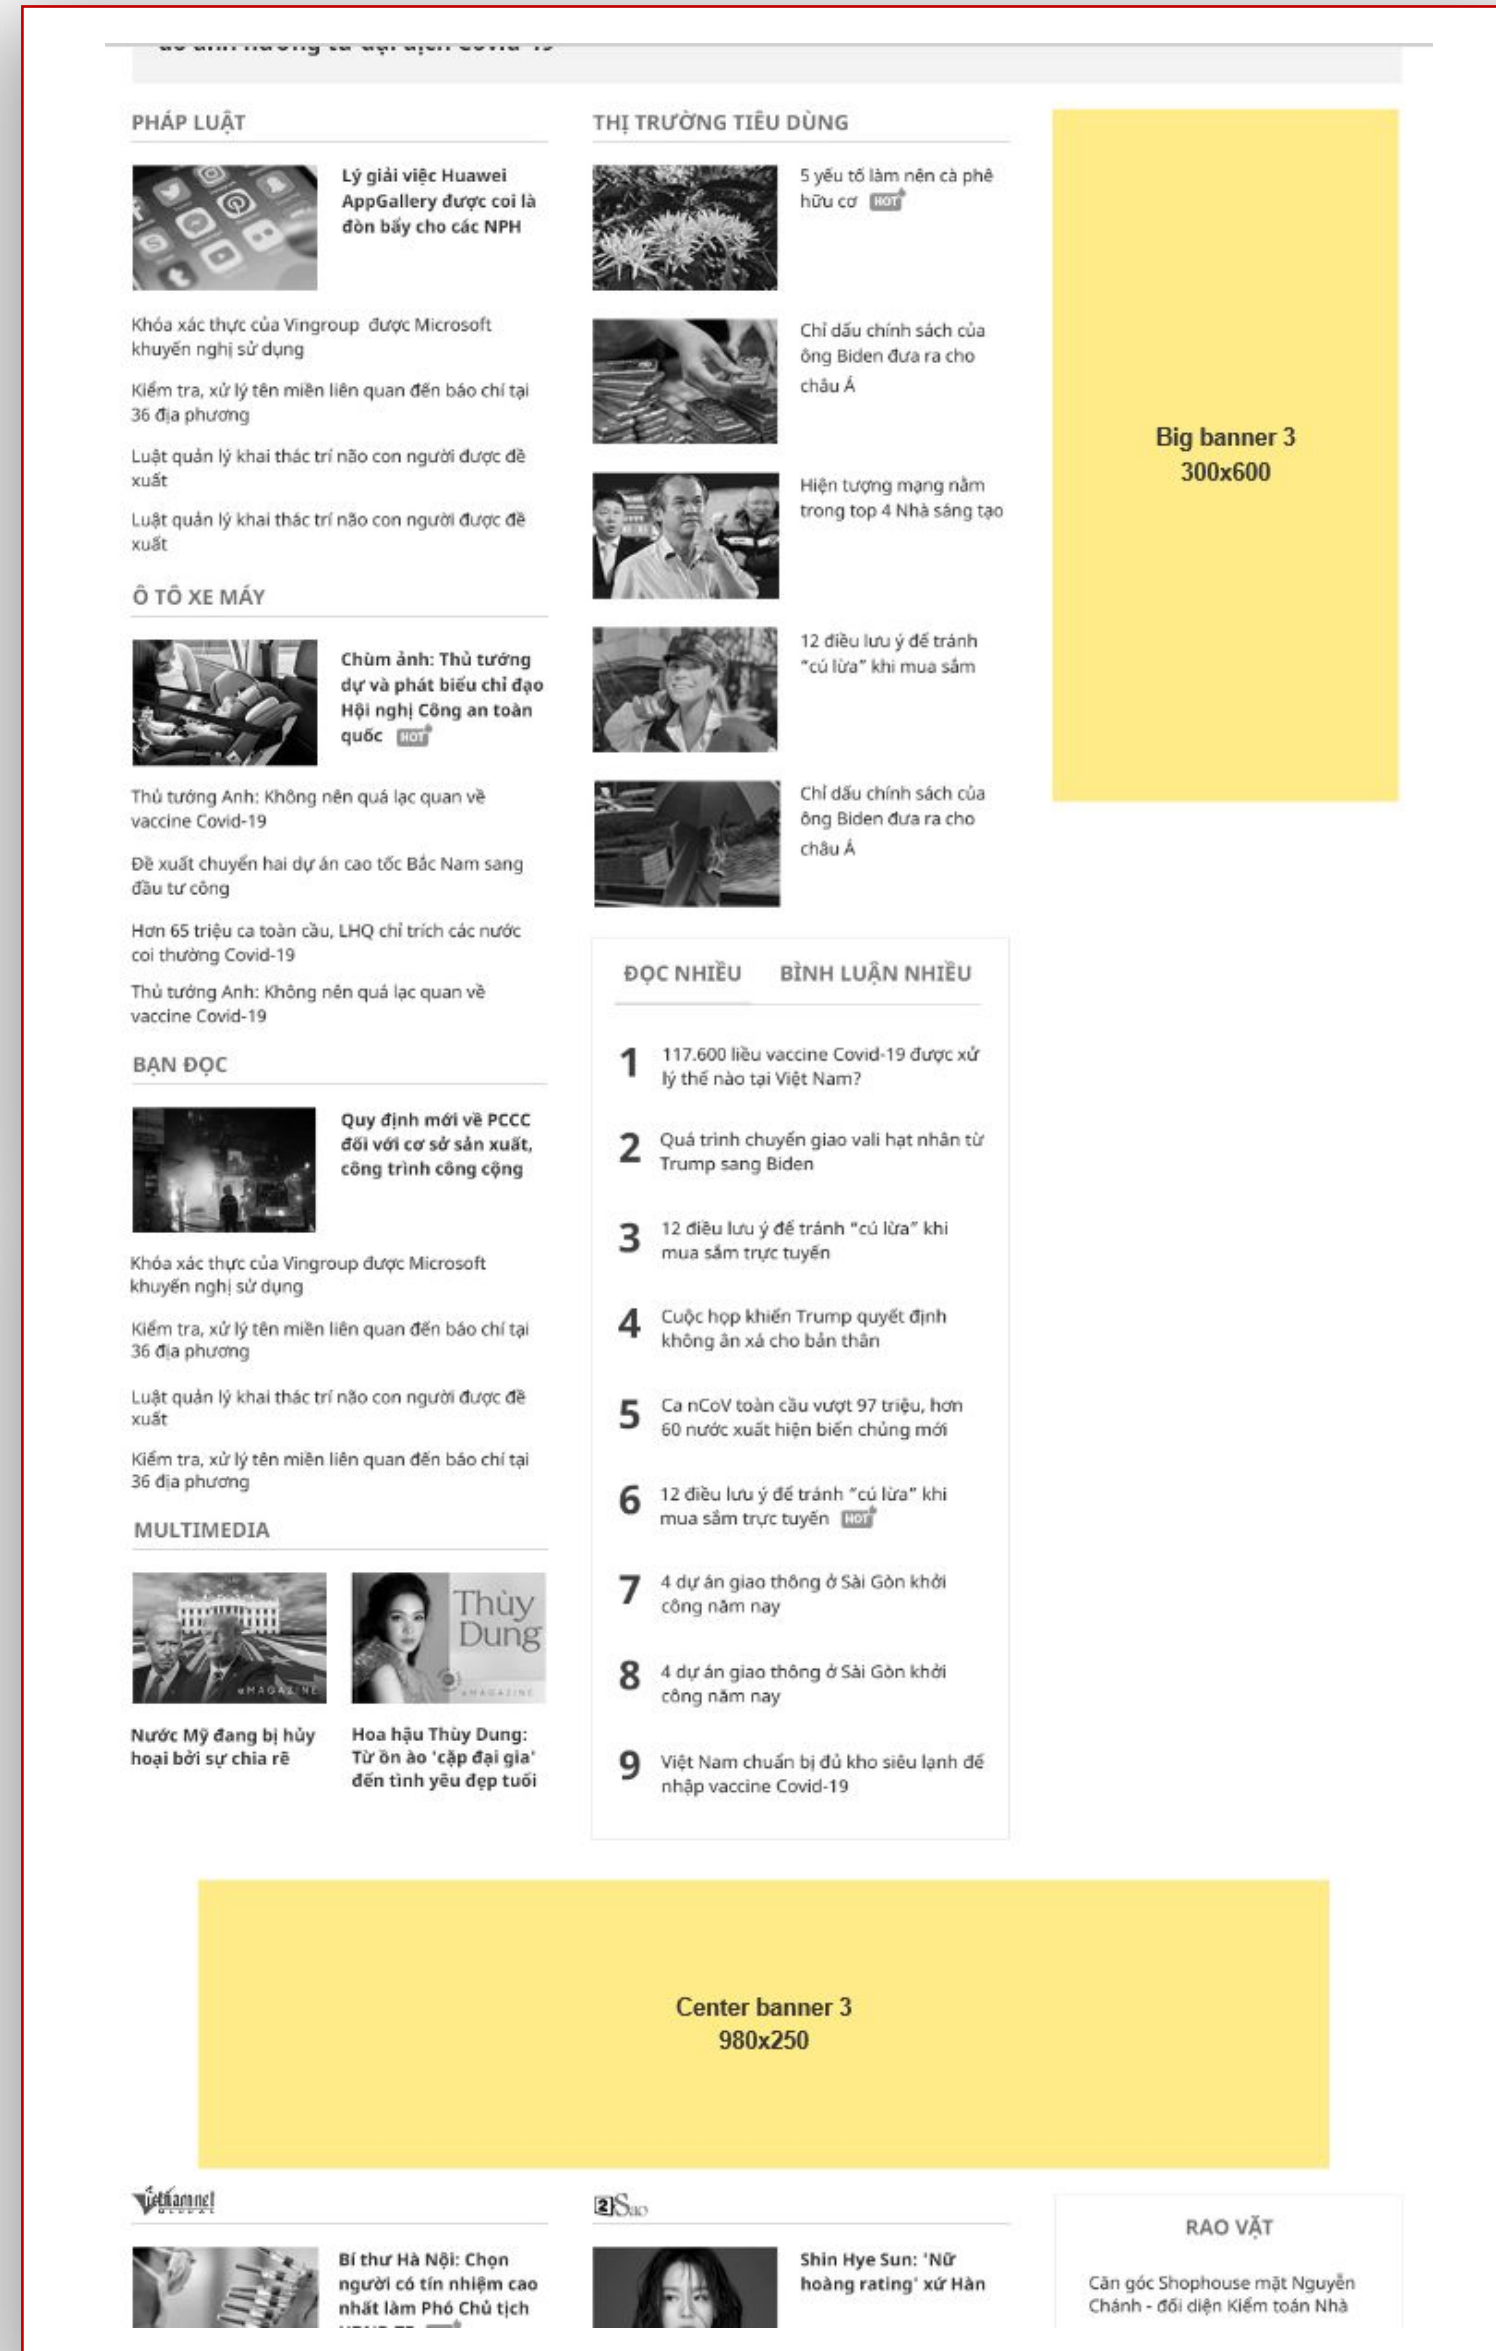 PHÁP LUẬT
Lý giải việc Huawei
AppGallery được coi là
đòn bẩy cho các NPH
Khóa xác thực của Vingroup được Microsoft
khuyến nghị sử dụng
Kiểm tra, xử lý tên miền liên quan đến báo chí tại
36 địa phương
Luật quản lý khai thác trí não con người được đề
xuất
Luật quản lý khai thác trí não con người được đề
xuất
Ô TÔ XE MÁY
Chùm ảnh: Thủ tướng
dự và phát biểu chỉ đạo
Hội nghị Công an toàn
quốc HOT
Thủ tướng Anh: Không nên quá lạc quan về
vaccine Covid-19
Đề xuất chuyển hai dự án cao tốc Bắc Nam sang
đầu tư công
Hơn 65 triệu ca toàn cầu, LHQ chỉ trích các nước
coi thường Covid-19
Thủ tướng Anh: Không nên quá lạc quan về
vaccine Covid-19
BẠN ĐỌC
Quy định mới về PCCC
đối với cơ sở sản xuất,
công trình công cộng
Khóa xác thực của Vingroup được Microsoft
khuyến nghị sử dụng
Kiểm tra, xử lý tên miền liên quan đến báo chí tại
36 địa phương
Luật quản lý khai thác trí não con người được đề
xuất
Kiểm tra, xử lý tên miền liên quan đến báo chí tại
36 địa phương
MULTIMEDIA
eMAGAZINE
Nước Mỹ đang bị hủy
hoại bởi sự chia rẽ
Thùy
Dung
eMAGAZINE
Hoa hậu Thùy Dung:
Từ ồn ào 'cặp đại gia'
đến tình yêu đẹp tuổi
THỊ TRƯỜNG TIÊU DÙNG
5 yếu tố làm nên cà phê
hữu cơ HOT
Chỉ dấu chính sách của
ông Biden đưa ra cho
châu Á
Hiện tượng mạng nằm
trong top 4 Nhà sáng tạo
12 điều lưu ý để tránh
"cú lừa" khi mua sắm
Chỉ dấu chính sách của
ông Biden đưa ra cho
châu Á
ĐỌC NHIỀU BÌNH LUẬN NHIỀU
1 117.600 liều vaccine Covid-19 được xử
lý thế nào tại Việt Nam?
2 Quá trình chuyển giao vali hạt nhân từ
Trump sang Biden
3 12 điều lưu ý để tránh "cú lừa" khi
mua sắm trực tuyến
4 Cuộc họp khiến Trump quyết định
không ân xá cho bản thân
5 Ca nCoV toàn cầu vượt 97 triệu, hơn
60 nước xuất hiện biến chủng mới
6 12 điều lưu ý để tránh "cú lừa" khi
mua sắm trực tuyến HOT
7 4 dự án giao thông ở Sài Gòn khởi
công năm nay
8 4 dự án giao thông ở Sài Gòn khởi
công năm nay
9 Việt Nam chuẩn bị đủ kho siêu lạnh để
nhập vaccine Covid-19
Big banner 3
300x600
Center banner 3
980x250
Vietnamnet
GLOBAL
Bí thư Hà Nội: Chọn
người có tín nhiệm cao
nhất làm Phó Chủ tịch
2Sao
Shin Hye Sun: 'Nữ
hoàng rating' xứ Hàn
RAO VẶT
Căn góc Shophouse mặt Nguyễn
Chánh - đối diện Kiểm toán Nhà